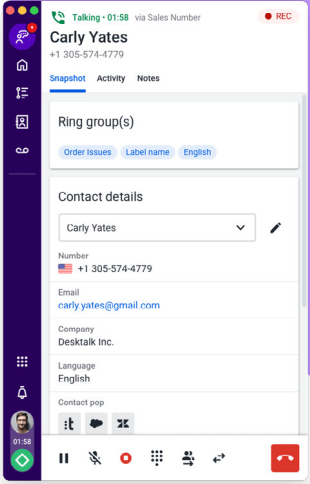 Talking • 01:58 via Sales Number
REC
Carly Yates
+1 305-574-4779
Snapshot Activity Notes
Ring group(s)
Order Issues Label name English
Contact details
Carly Yates
Number
+1 305-574-4779
Email
carly.yates@gmail.com
Company
Desktalk Inc.
Language
English
Contact pop
:t
01:58